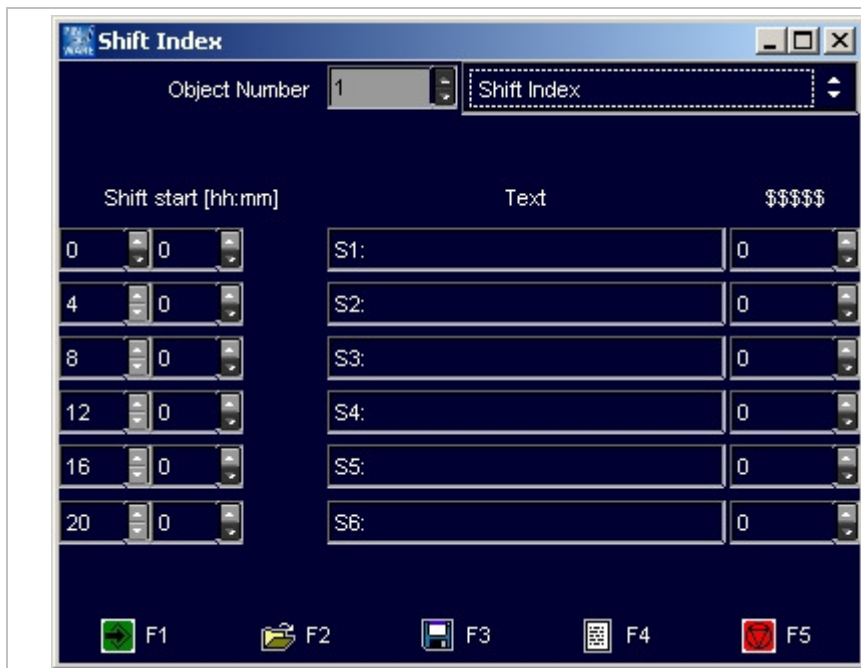 Shift Index
Object Number 1 Shift Index
Shift start [hh:mm] Text $$$$$
0 0 S1: 0
4 0 S2: 0
8 0 S3: 0
12 0 S4: 0
16 0 S5: 0
20 0 S6: 0
F1 F2 F3 F4 F5